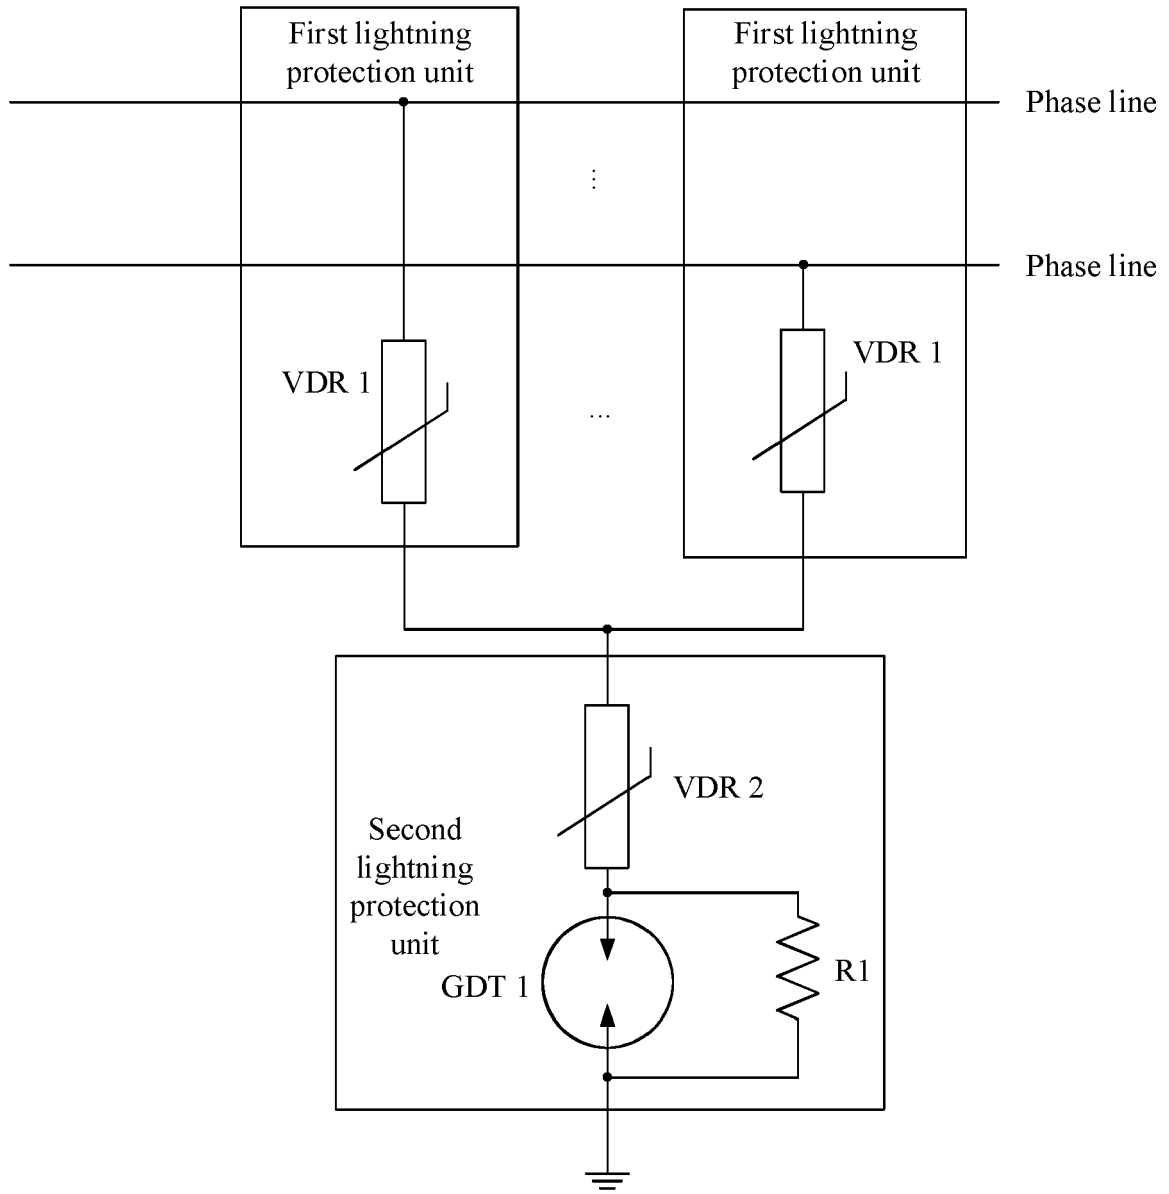 First lightning
protection unit
First lightning
protection unit
Phase line
⋮
Phase line
VDR 1
...
VDR 1
VDR 2
Second
lightning
protection
unit
GDT 1
R1